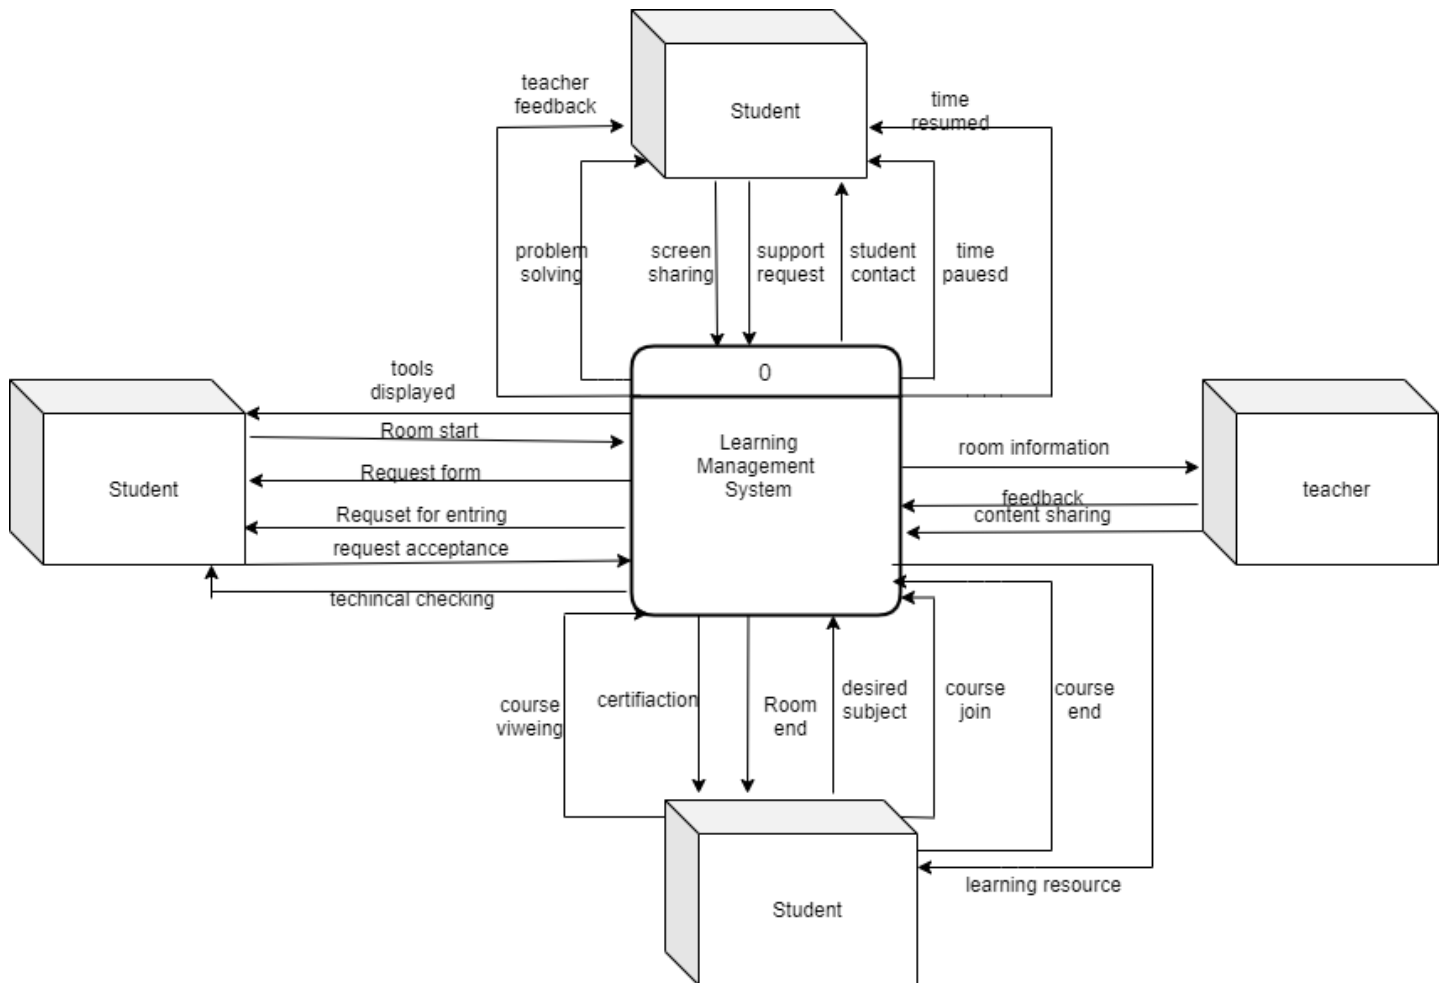 teacher
feedback
Student
time
resumed
problem
solving
screen
sharing
support
request
student
contact
time
pauesd
0
Learning
Management
System
tools
displayed
Room start
Request form
Requset for entring
request acceptance
techincal checking
Student
room information
feedback
content sharing
teacher
course
viweing
certifiaction
Room
end
desired
subject
course
join
course
end
learning resource
Student